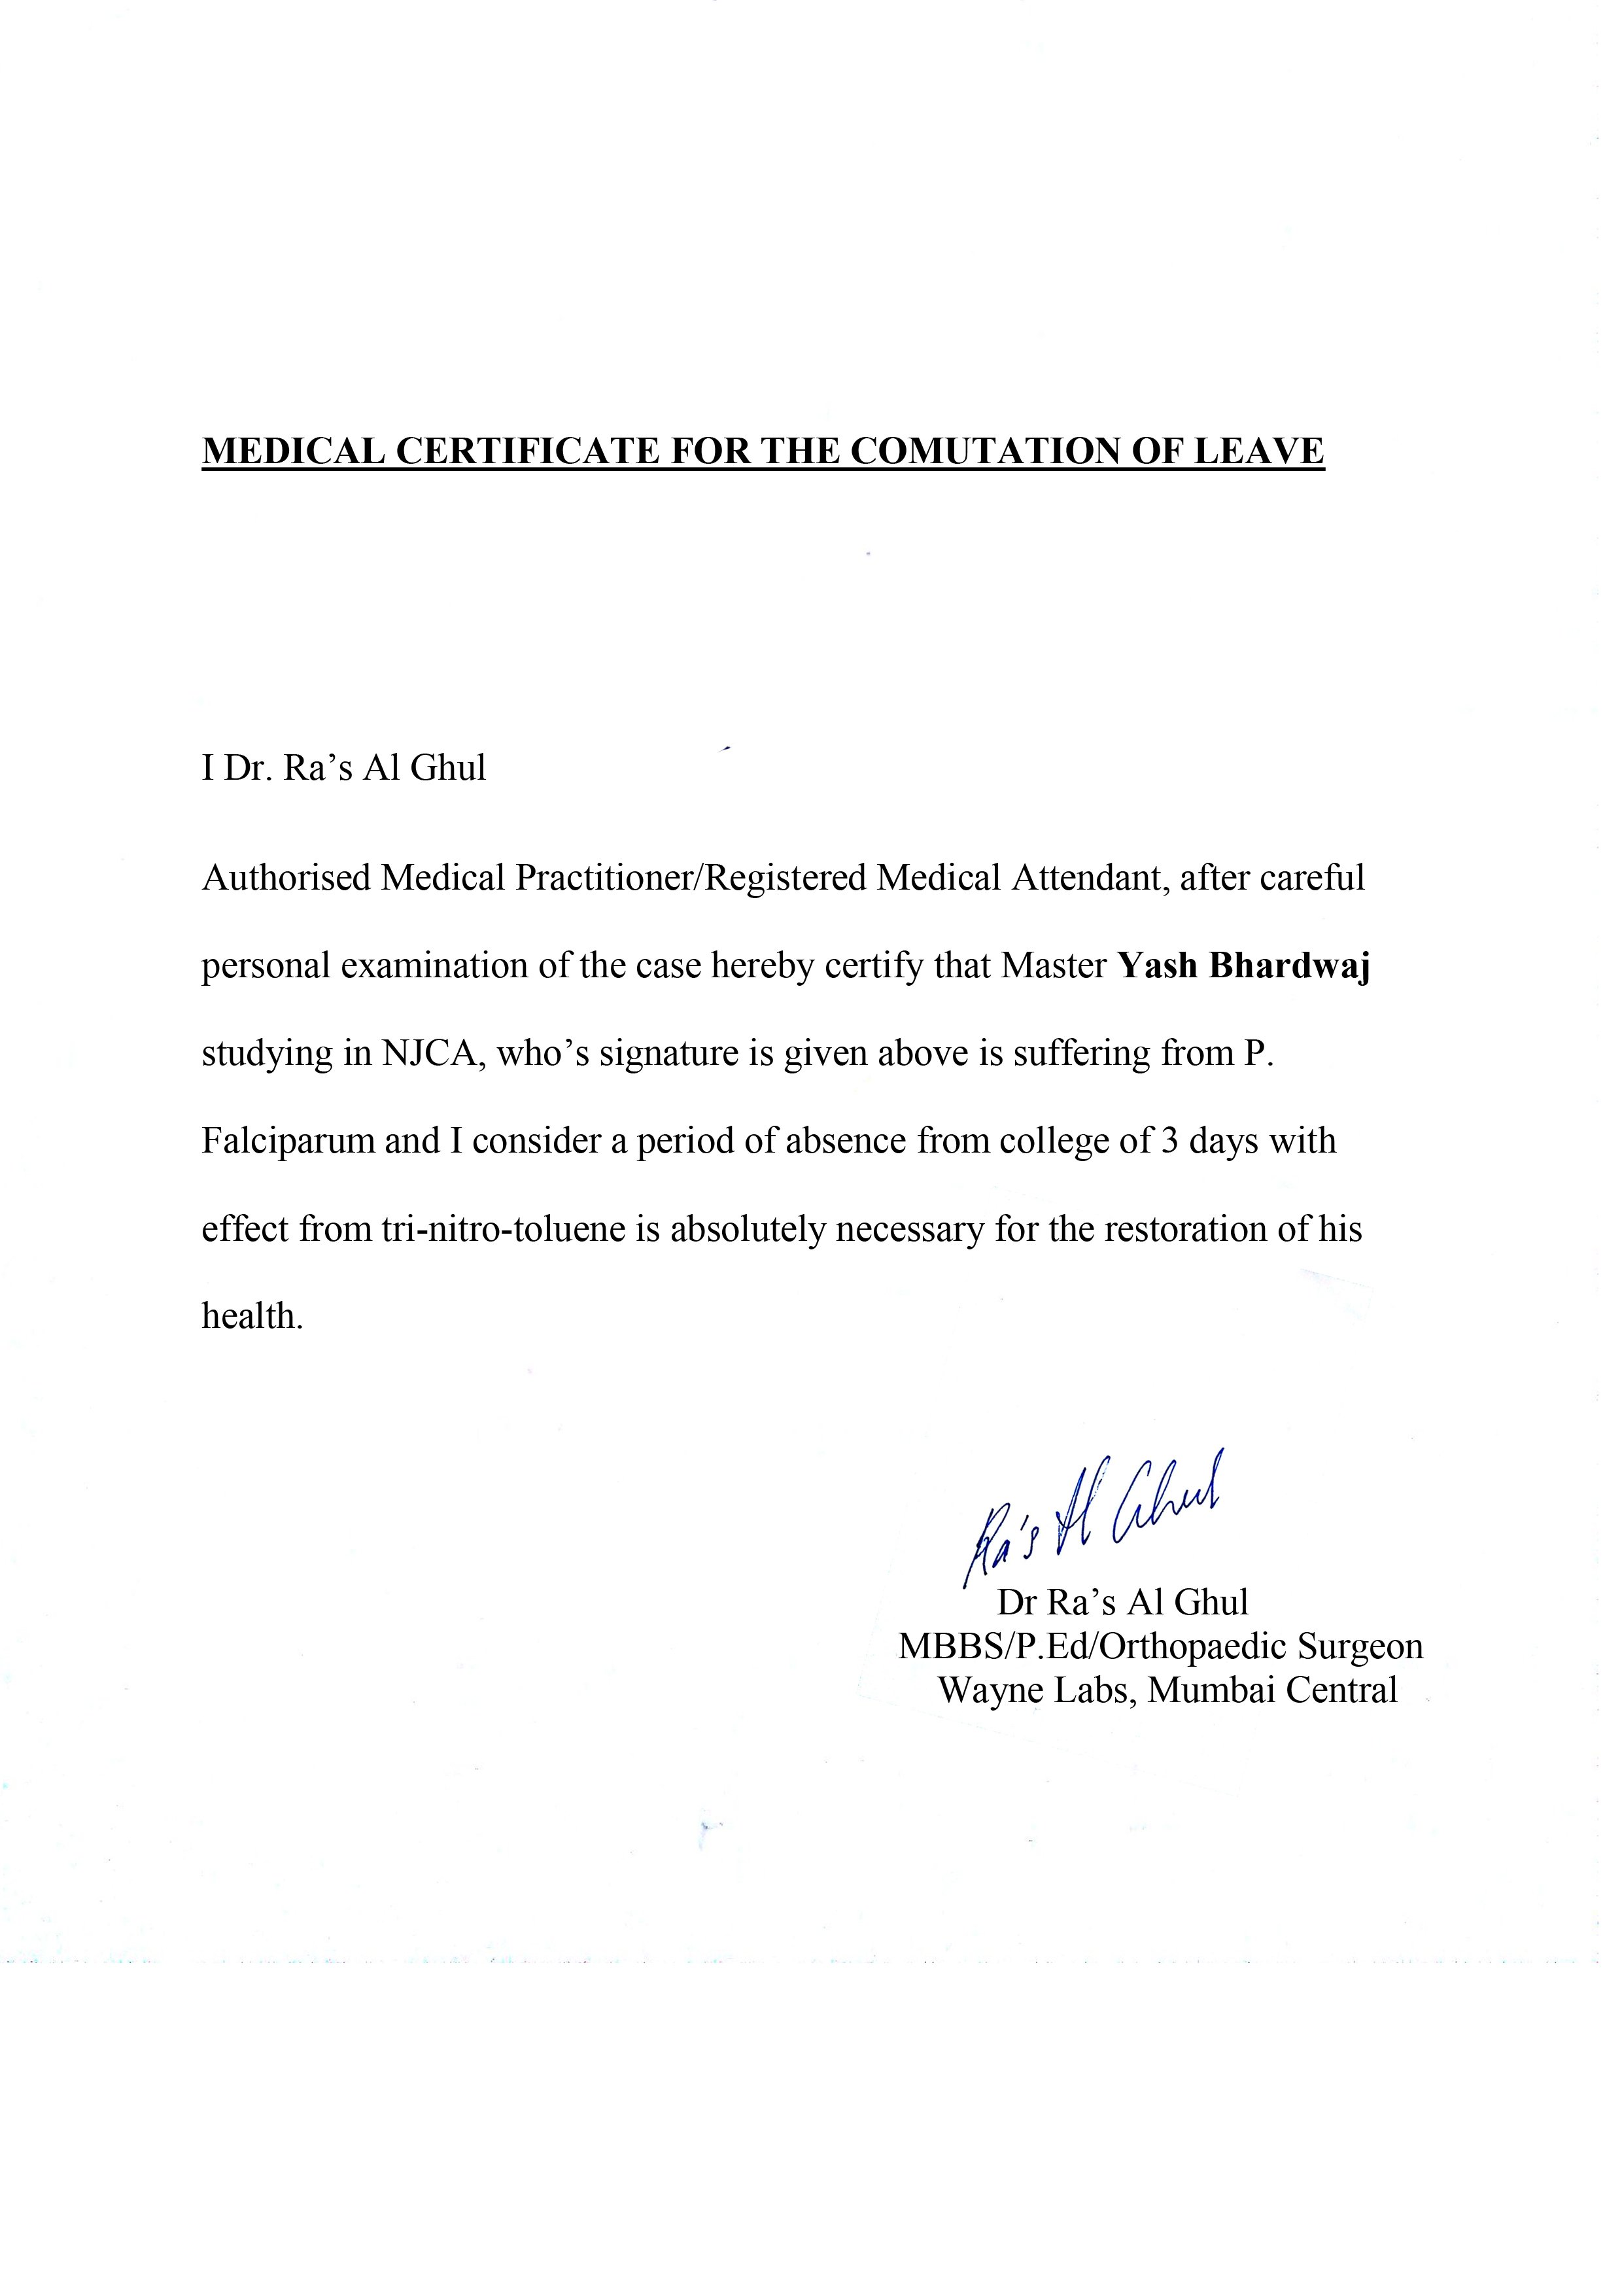 MEDICAL CERTIFICATE FOR THE COMUTATION OF LEAVE
I Dr. Ra’s Al Ghul
Authorised Medical Practitioner/Registered Medical Attendant, after careful
personal examination of the case hereby certify that Master Yash Bhardwaj
studying in NJCA, who’s signature is given above is suffering from P.
Falciparum and I consider a period of absence from college of 3 days with
effect from tri-nitro-toluene is absolutely necessary for the restoration of his
health.
Ra's Al Ghul
Dr Ra’s Al Ghul
MBBS/P.Ed/Orthopaedic Surgeon
Wayne Labs, Mumbai Central